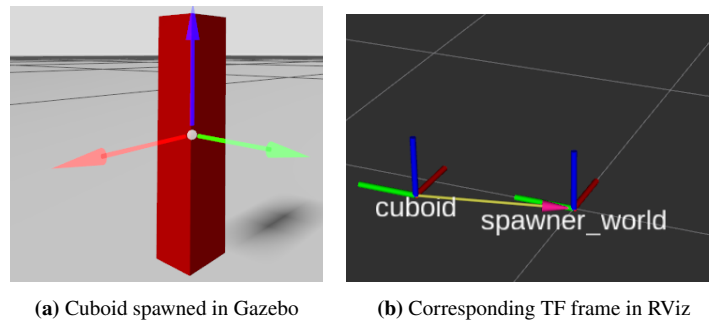 cuboid
spawner_world
(a) Cuboid spawned in Gazebo
(b) Corresponding TF frame in RViz